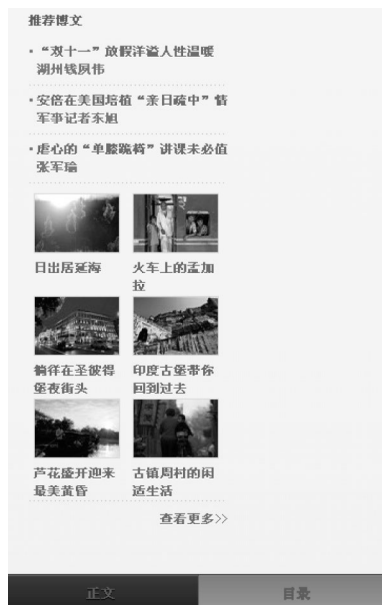 推荐博文
· “双十一”放假洋溢人性温暖
湖州钱夙伟
· 安倍在美国培植“亲日疏中”情
军事记者东旭
· 虐心的“单膝跪椅”讲课未必值
张军瑜
日出居延海
火车上的孟加
拉
徜徉在圣彼得
堡夜街头
印度古堡带你
回到过去
芦花盛开迎来
最美黄昏
古镇周村的闲
适生活
查看更多>>
正文
目录